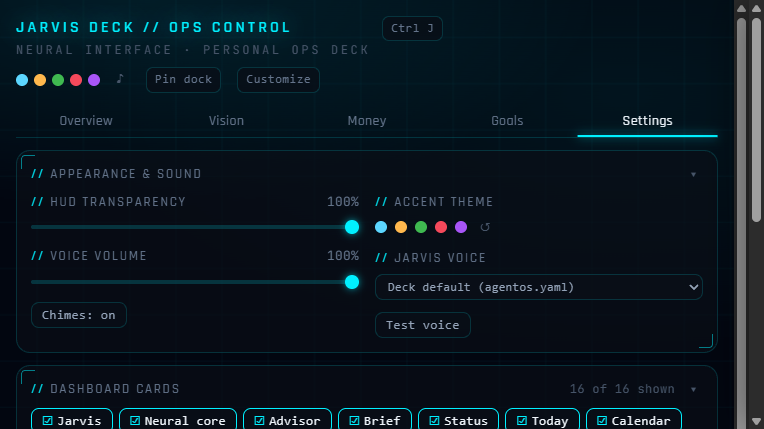 JARVIS DECK // OPS CONTROL
Ctrl J
NEURAL INTERFACE · PERSONAL OPS DECK
♪ Pin dock Customize
Overview Vision Money Goals Settings
// APPEARANCE & SOUND ▾
// HUD TRANSPARENCY 100%
// ACCENT THEME
↺
// VOICE VOLUME 100%
// JARVIS VOICE
Deck default (agentos.yaml)
Chimes: on
Test voice
// DASHBOARD CARDS 16 of 16 shown ▾
☑ Jarvis ☑ Neural core ☑ Advisor ☑ Brief ☑ Status ☑ Today ☑ Calendar